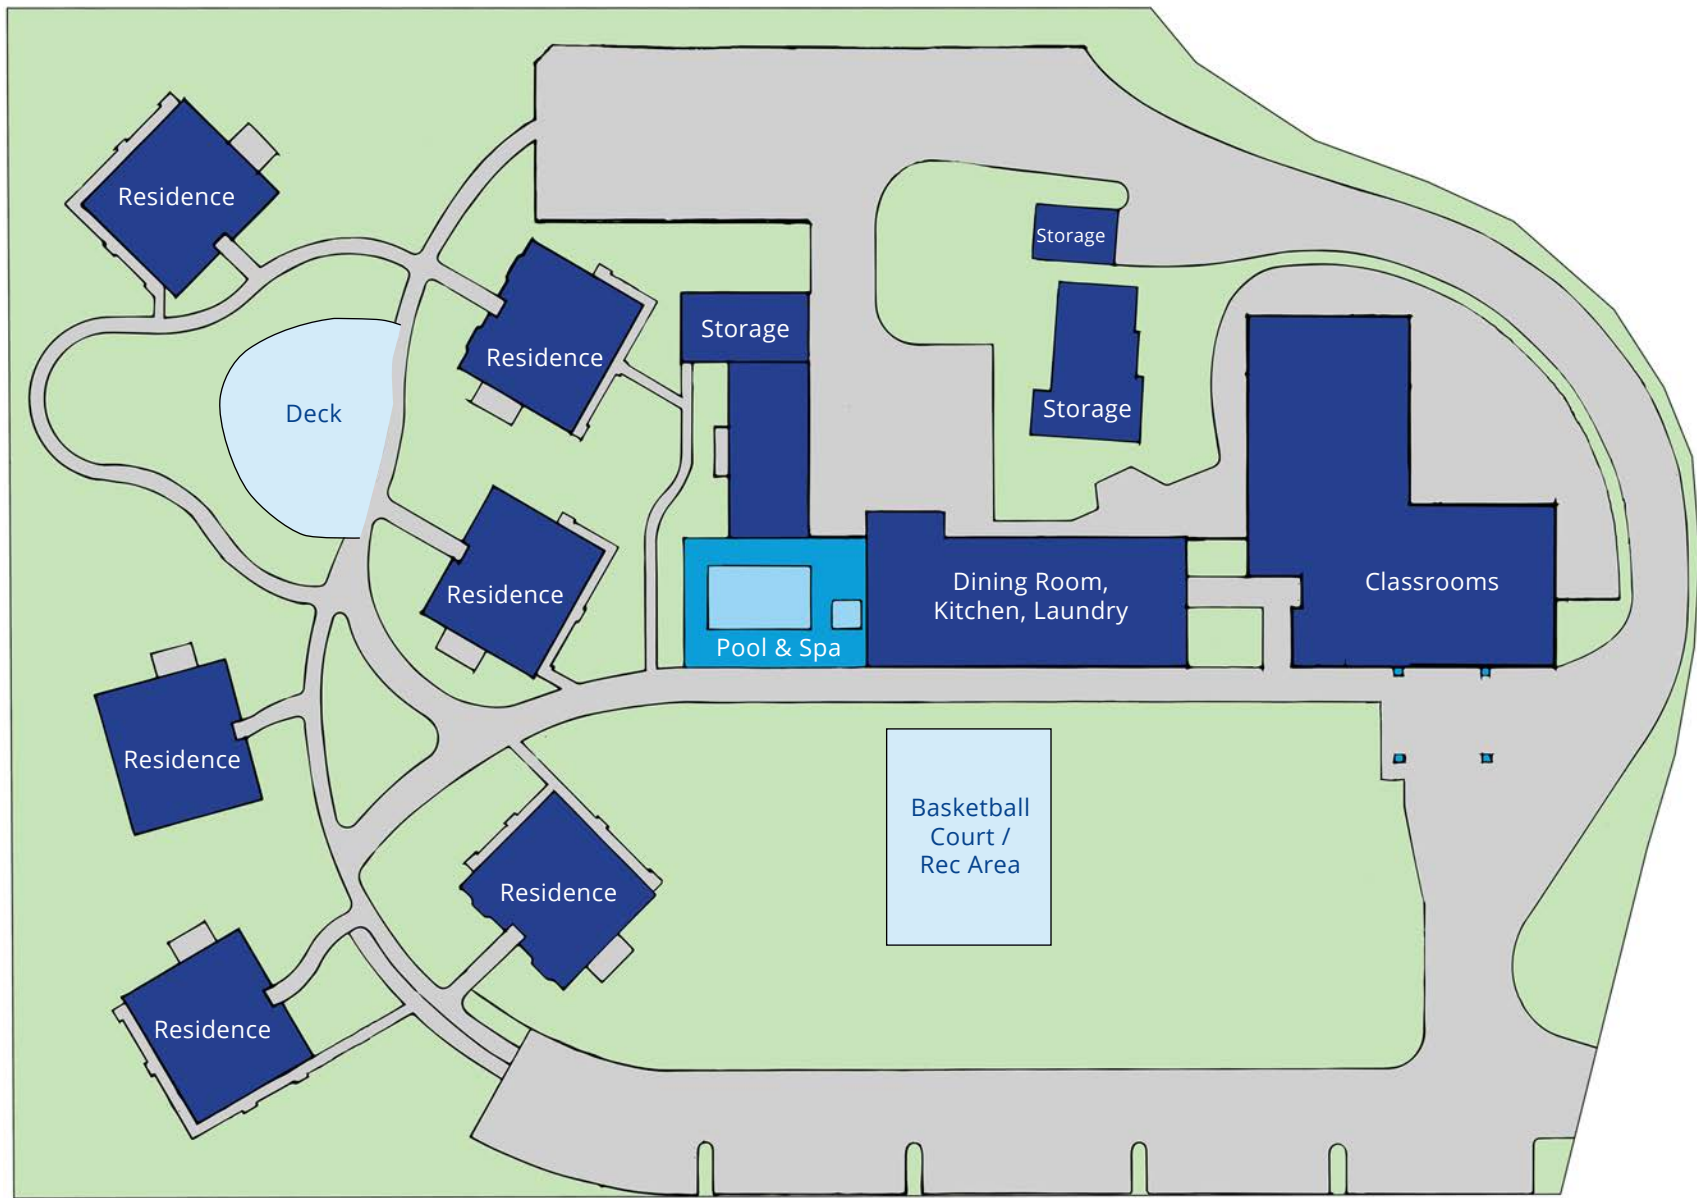 Residence
Storage
Residence
Storage
Deck
Storage
Residence
Dining Room,
Kitchen, Laundry
Classrooms
Pool & Spa
Residence
Basketball
Court /
Rec Area
Residence
Residence